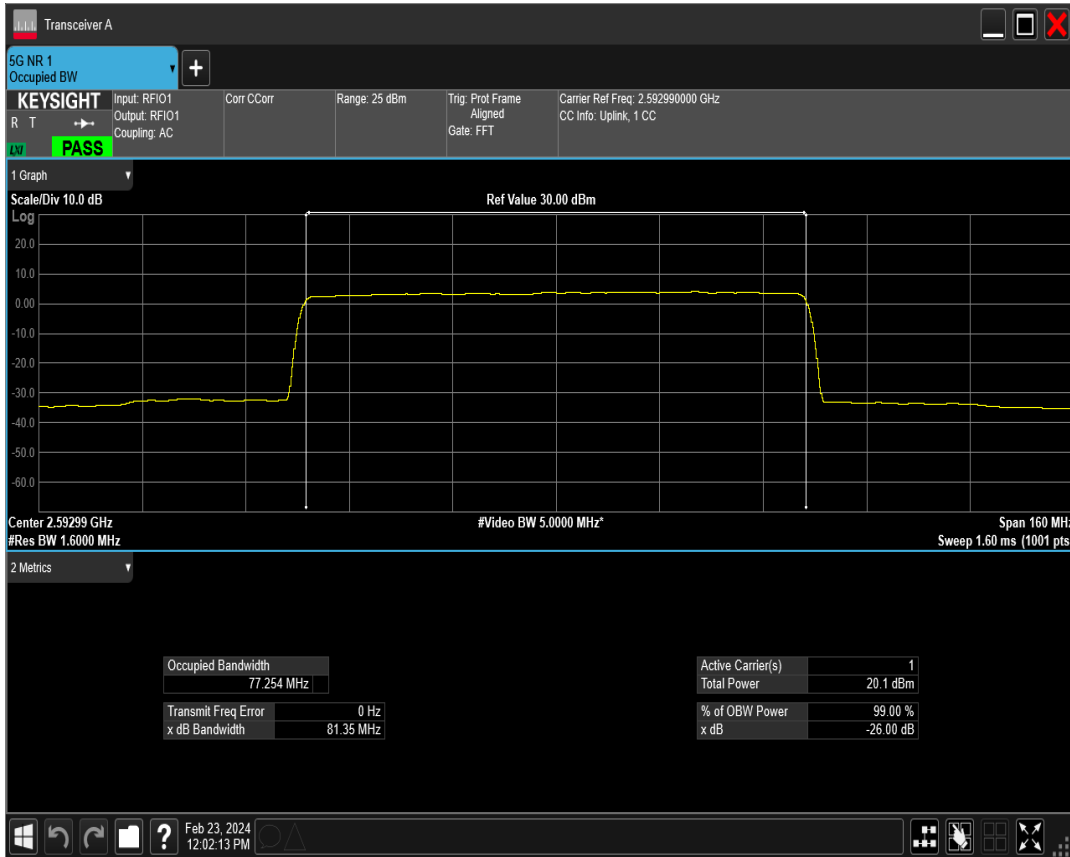 Transceiver A
5G NR 1
Occupied BW
+
KEYSIGHT
R T
LXI
PASS
Input: RFIO1
Output: RFIO1
Coupling: AC
Corr CCorr
Range: 25 dBm
Trig: Prot Frame
Aligned
Gate: FFT
Carrier Ref Freq: 2.592990000 GHz
CC Info: Uplink, 1 CC
1 Graph
Scale/Div 10.0 dB
Ref Value 30.00 dBm
Log
20.0
10.0
0.00
-10.0
-20.0
-30.0
-40.0
-50.0
-60.0
Center 2.59299 GHz
#Video BW 5.0000 MHz*
Span 160 MHz
#Res BW 1.6000 MHz
Sweep 1.60 ms (1001 pts
2 Metrics
Occupied Bandwidth
77.254 MHz
Transmit Freq Error 0 Hz
x dB Bandwidth 81.35 MHz
Active Carrier(s) 1
Total Power 20.1 dBm
% of OBW Power 99.00 %
x dB -26.00 dB
?
Feb 23, 2024
12:02:13 PM